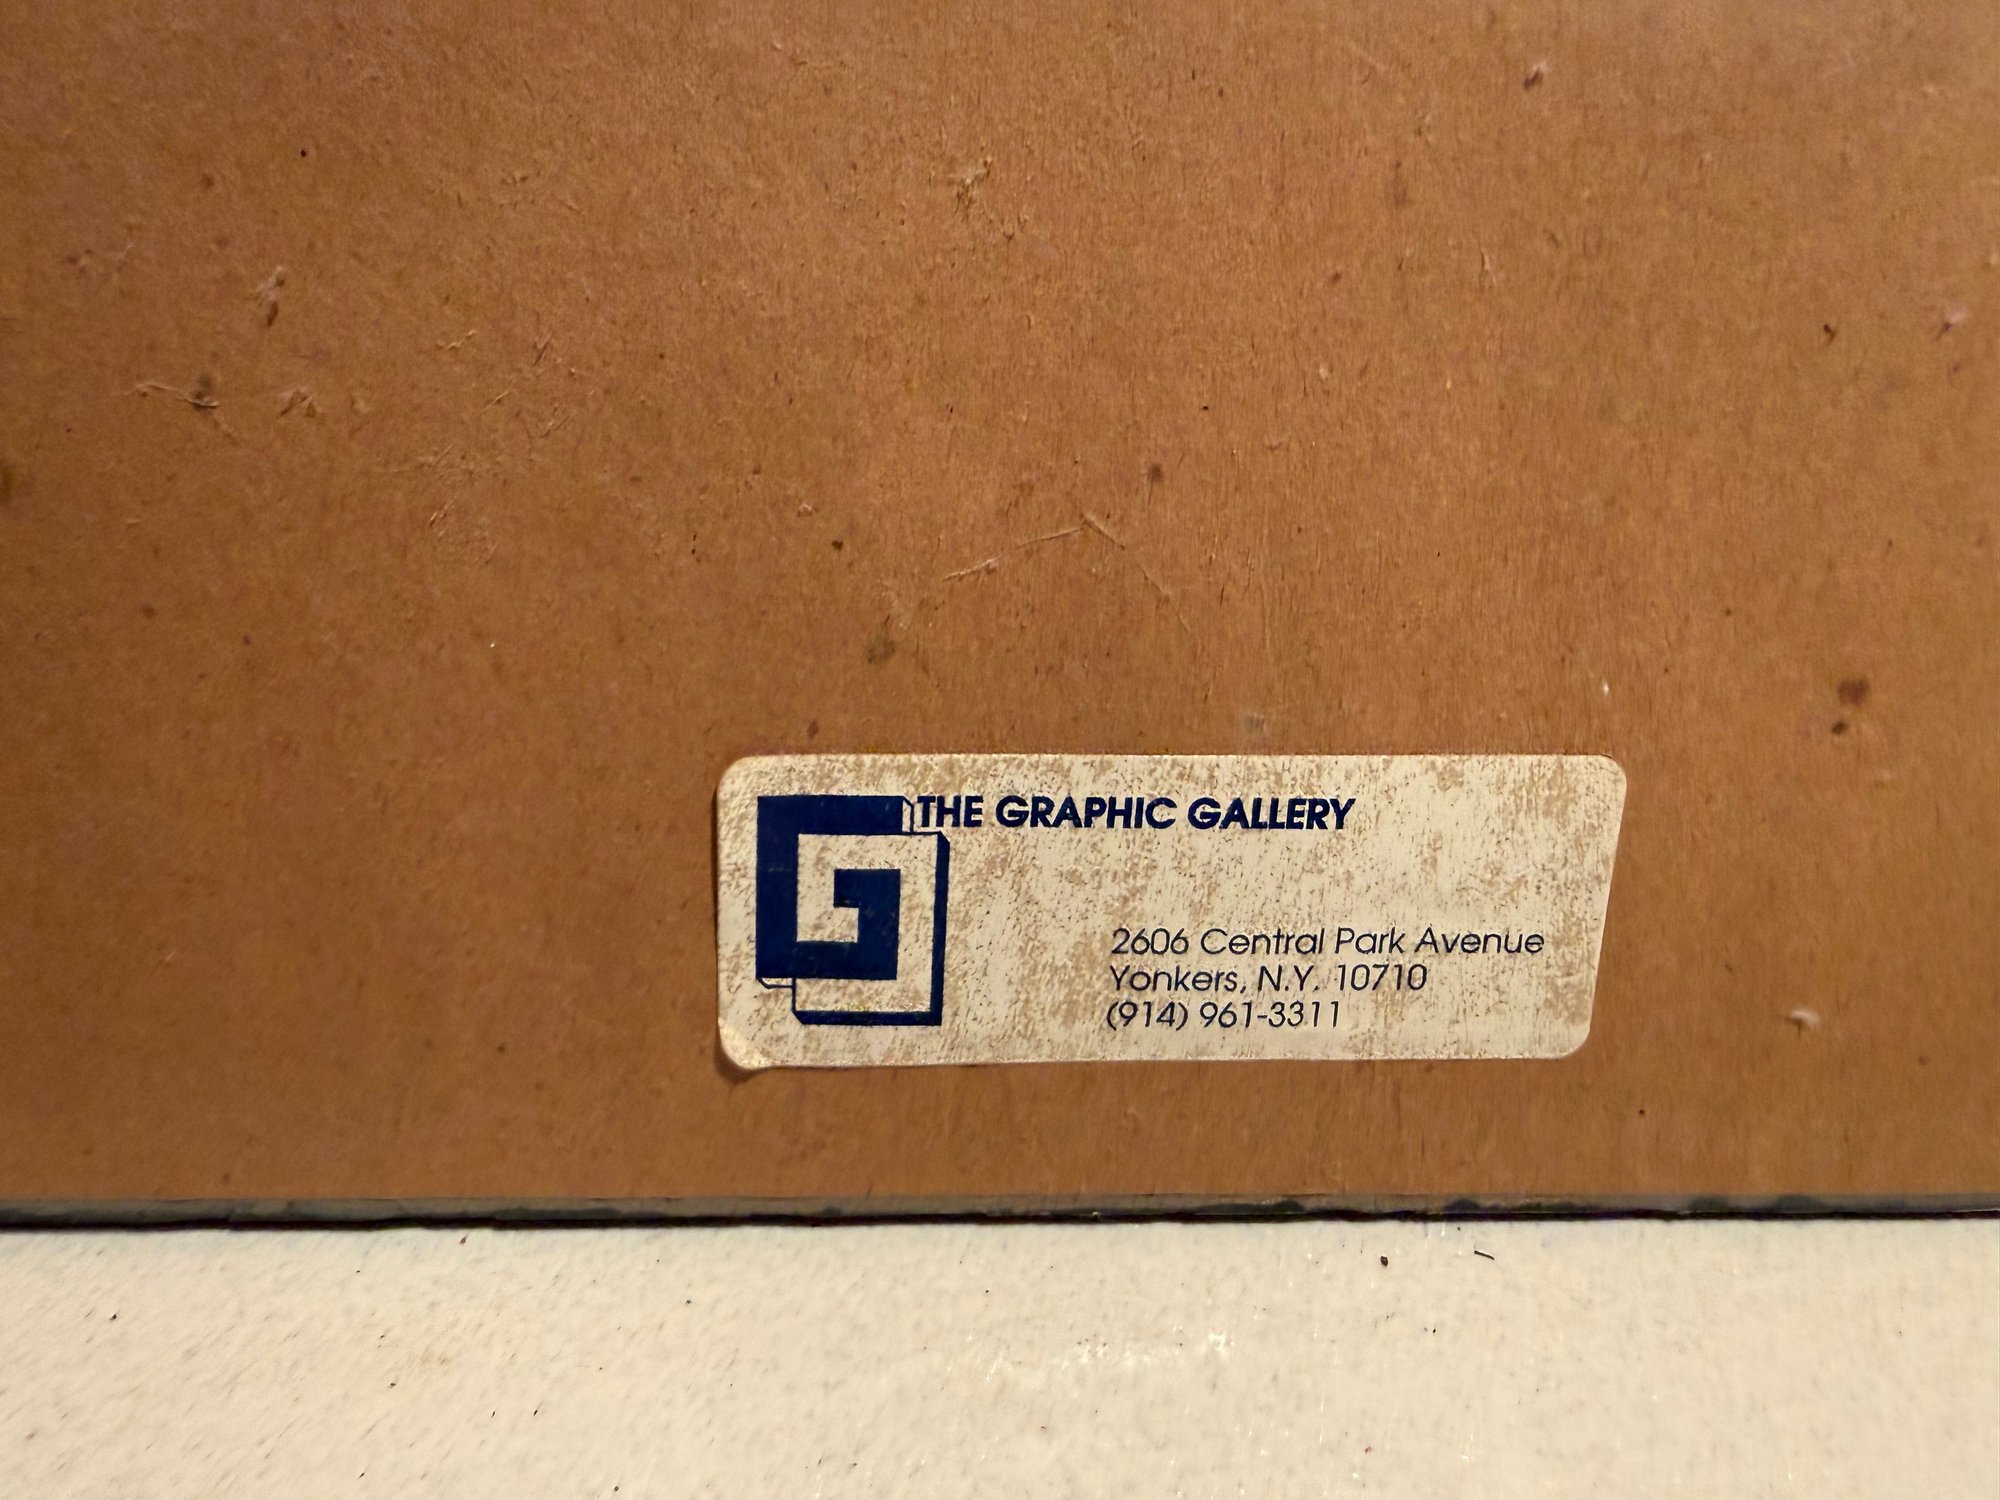 THE GRAPHIC GALLERY
2606 Central Park Avenue
Yonkers, N.Y. 10710
(914) 961-3311